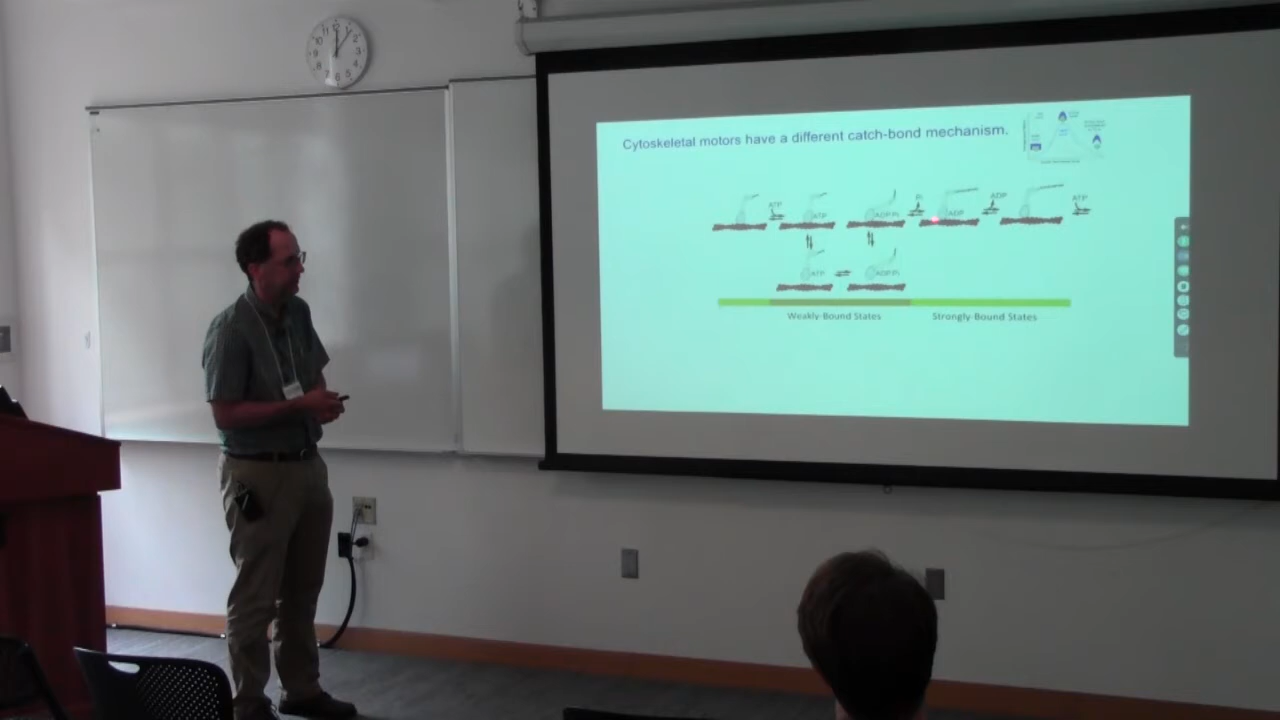 Cytoskeletal motors have a different catch-bond mechanism.
ATP ATP ADP.Pi Pi ADP ADP ATP
ATP ADP.Pi
Weakly-Bound States Strongly-Bound States